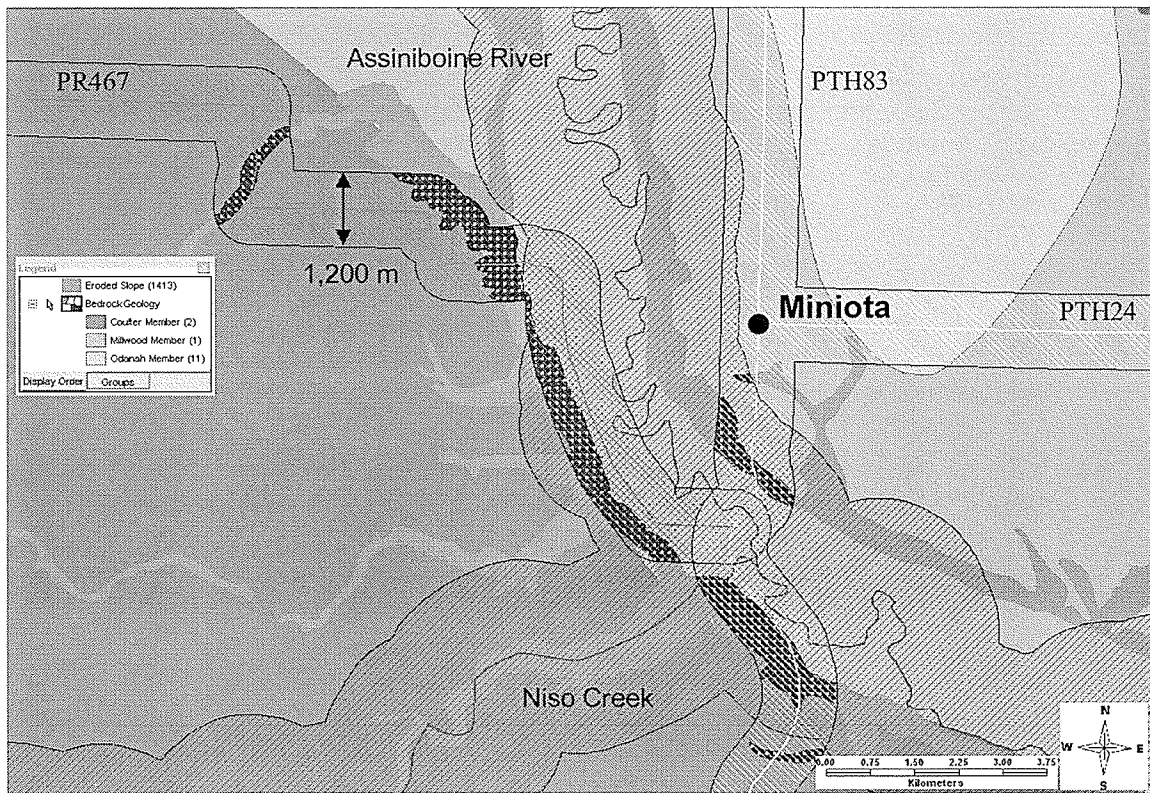 Assiniboine River
PR467
PTH83
1,200 m
Miniota
PTH24
Legend
Eroded Slope (1413)
Bedrock Geology
Coulter Member (2)
Millwood Member (1)
Odanah Member (11)
Display Order Groups
Niso Creek
N
W E
S
0.00 0.75 1.50 2.25 3.00 3.75
Kilometers